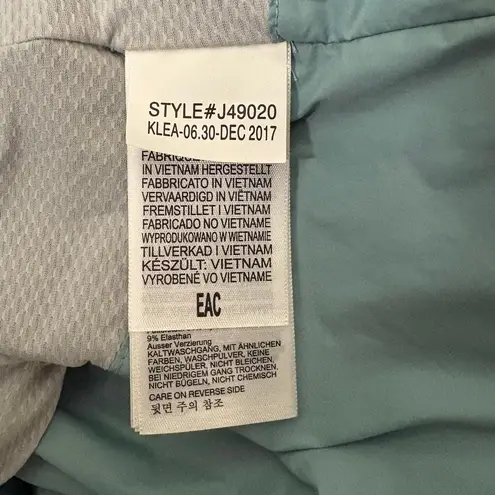 STYLE#J49020
KLEA-06.30-DEC 2017
IN VIETNAM HERGESTELLT
FABBRICATO IN VIETNAM
VERVAARDIGD IN VIËTNAM
FREMSTILLET I VIETNAM
FABRICADO NO VIETNAME
WYPRODUKOWANO W WIETNAMIE
TILLVERKAD I VIETNAM
KÉSZÜLT: VIETNAM
VYROBENÉ VO VIETNAME
EAC
9% Elasthan
Ausser Verzierung
KALTWASCHGANG, MIT ÄHNLICHEN
FARBEN, WASCHPULVER, KEINE
WEICHSPÜLER. NICHT BLEICHEN,
BEI NIEDRIGEM GANG TROCKNEN.
NICHT BÜGELN, NICHT CHEMISCH
CARE ON REVERSE SIDE
뒷면 주의 참조